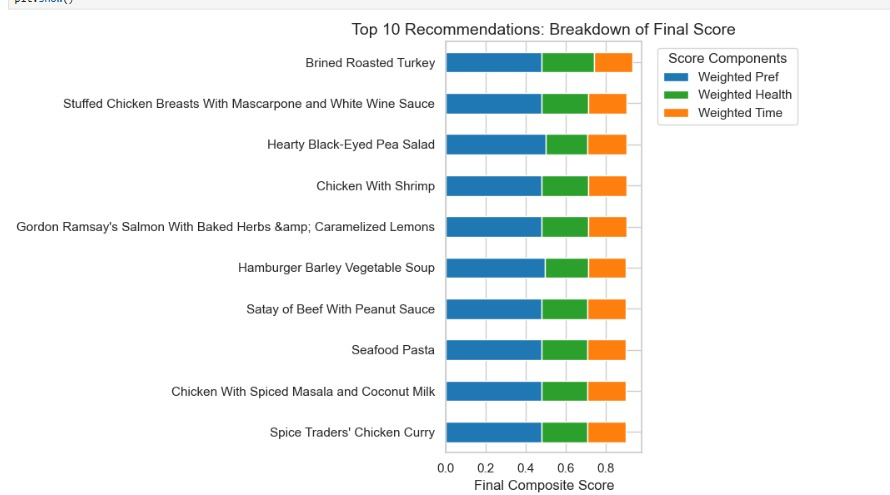 plt.show()
Top 10 Recommendations: Breakdown of Final Score
Score Components
Weighted Pref
Weighted Health
Weighted Time
Brined Roasted Turkey
Stuffed Chicken Breasts With Mascarpone and White Wine Sauce
Hearty Black-Eyed Pea Salad
Chicken With Shrimp
Gordon Ramsay's Salmon With Baked Herbs &amp; Caramelized Lemons
Hamburger Barley Vegetable Soup
Satay of Beef With Peanut Sauce
Seafood Pasta
Chicken With Spiced Masala and Coconut Milk
Spice Traders' Chicken Curry
0.0 0.2 0.4 0.6 0.8
Final Composite Score